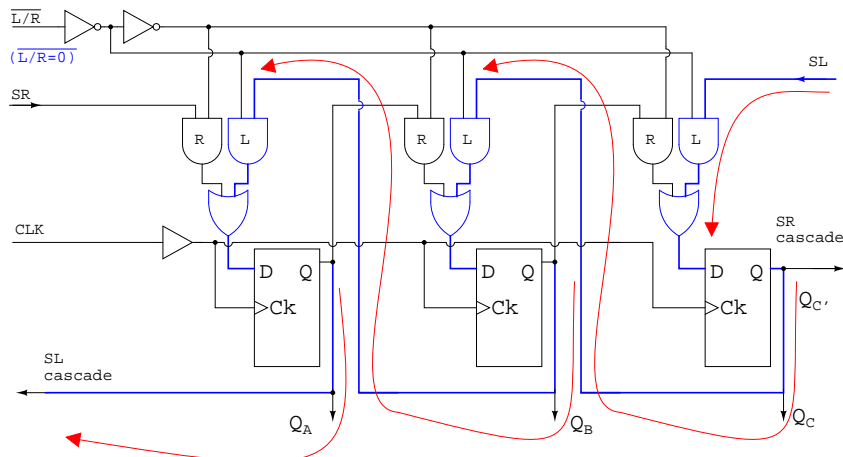 L/R
(L/R=0)
SL
SR
R L R L R L
CLK
SR
cascade
D Q D Q D Q
Ck Ck Ck
QC'
SL
cascade
QA QB QC